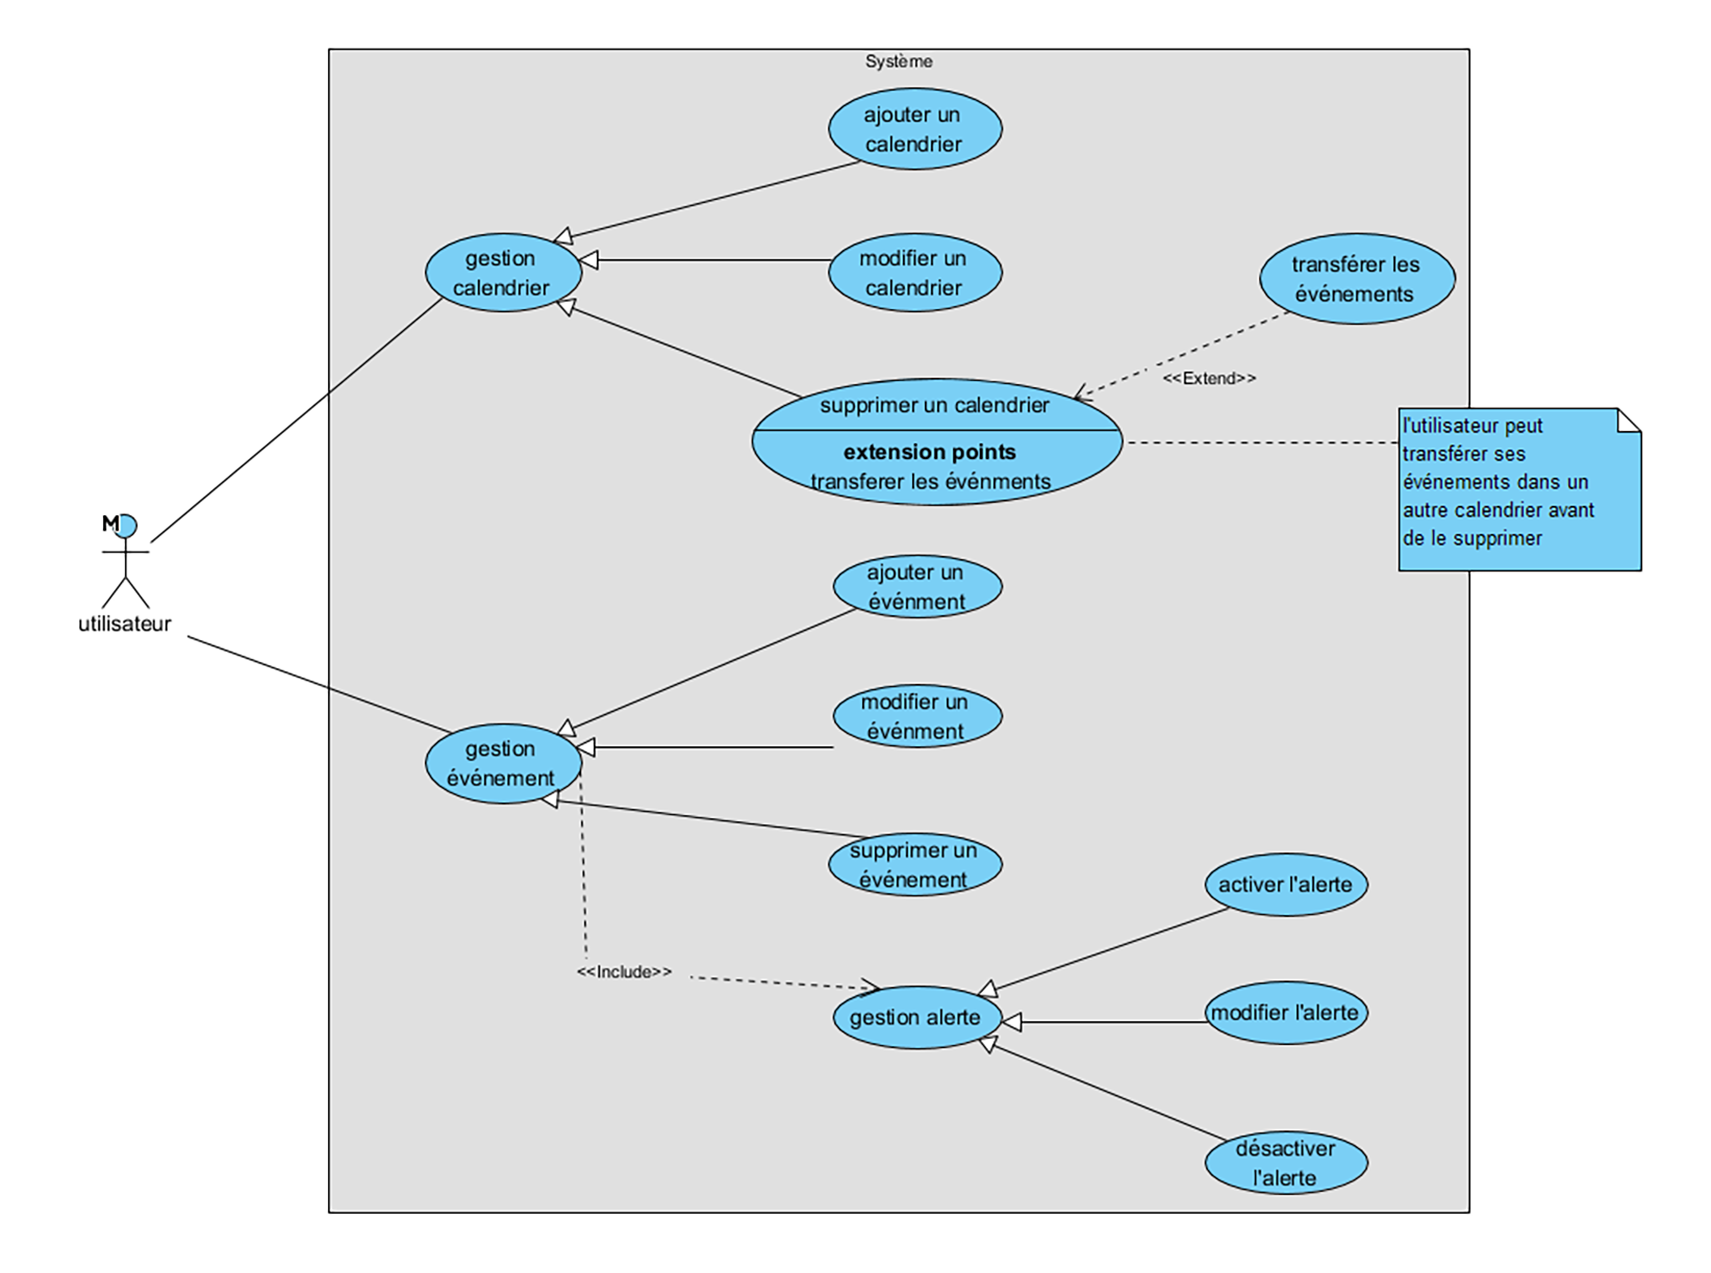 Système
ajouter un
calendrier
gestion
calendrier
modifier un
calendrier
transférer les
événements
<<Extend>>
supprimer un calendrier
extension points
transferer les événments
l'utilisateur peut
transférer ses
événements dans un
autre calendrier avant
de le supprimer
M
utilisateur
ajouter un
événment
modifier un
événment
gestion
événement
supprimer un
événement
activer l'alerte
<<Include>>
gestion alerte
modifier l'alerte
désactiver
l'alerte